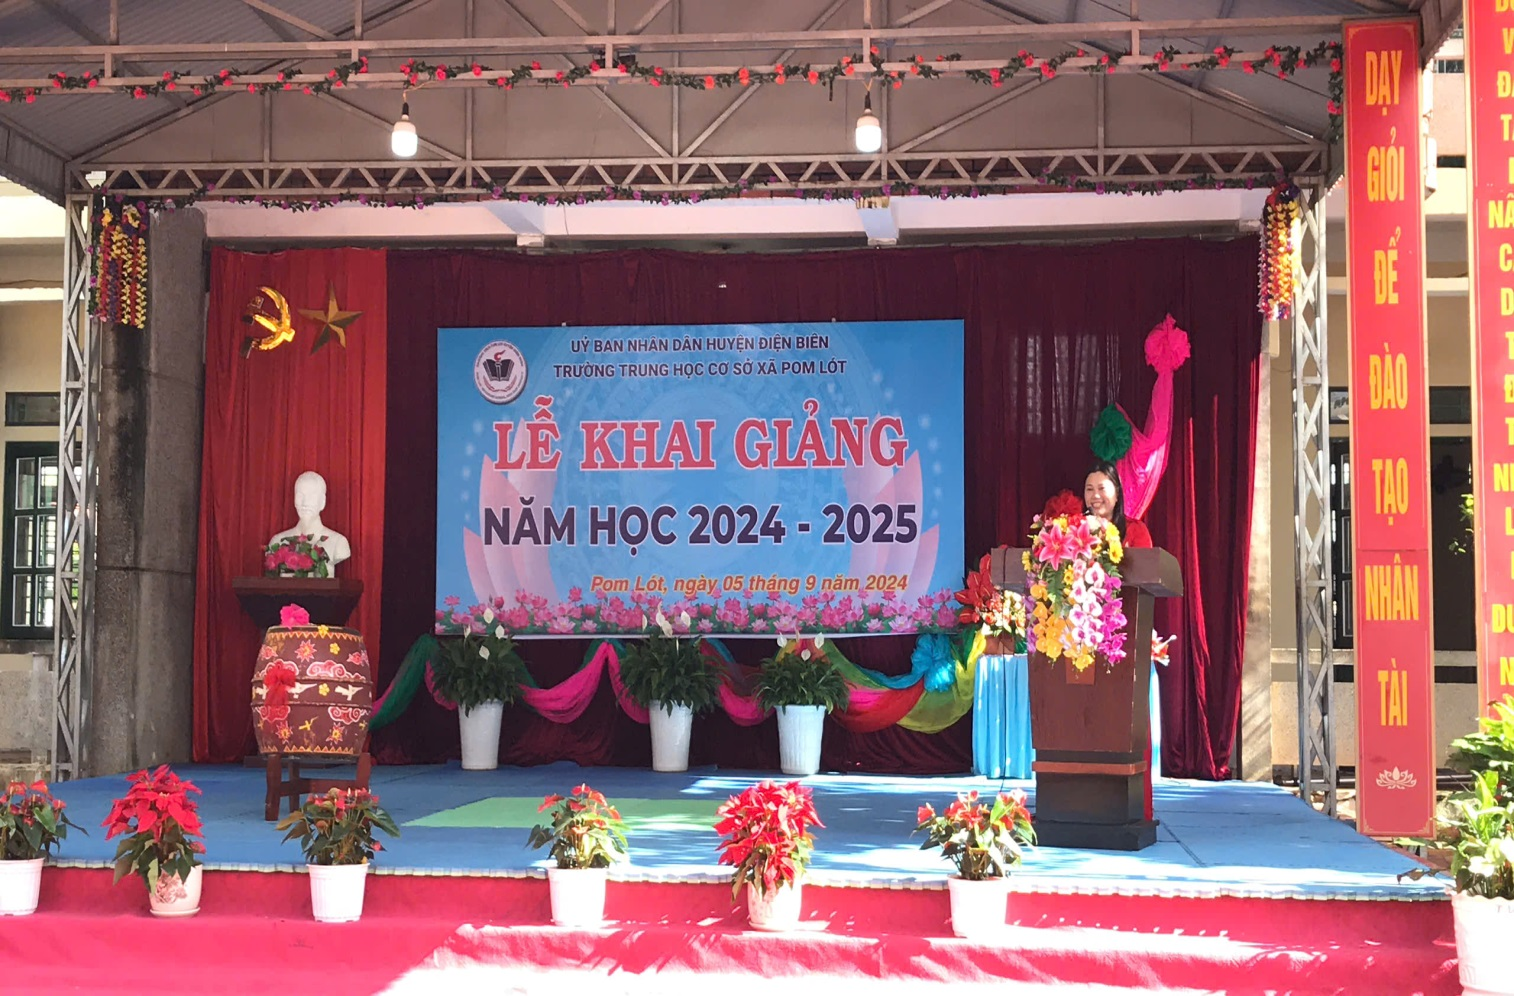 UỶ BAN NHÂN DÂN HUYỆN ĐIỆN BIÊN
TRƯỜNG TRUNG HỌC CƠ SỞ XÃ POM LÓT
LỄ KHAI GIẢNG
NĂM HỌC 2024 - 2025
Pom Lót, ngày 05 tháng 9 năm 2024
DẠY
GIỎI
ĐỂ
ĐÀO
TẠO
NHÂN
TÀI